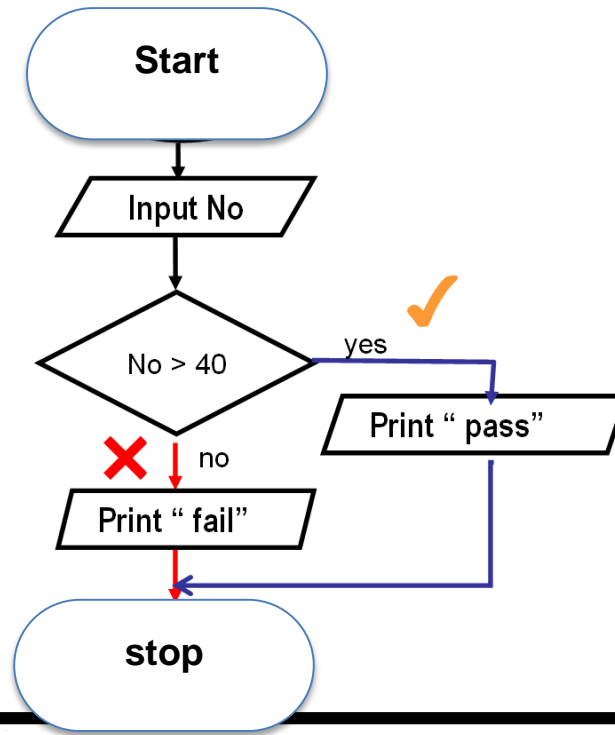 Start
Input No
No > 40
yes
Print “ pass”
no
Print “ fail”
stop